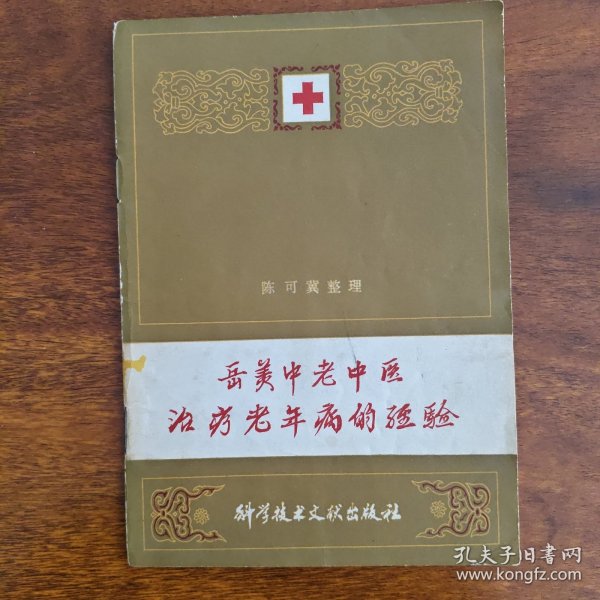 陈可冀整理
岳美中老中医
治疗老年病的经验
科学技术文献出版社
孔夫子旧书网
www.kongfz.com